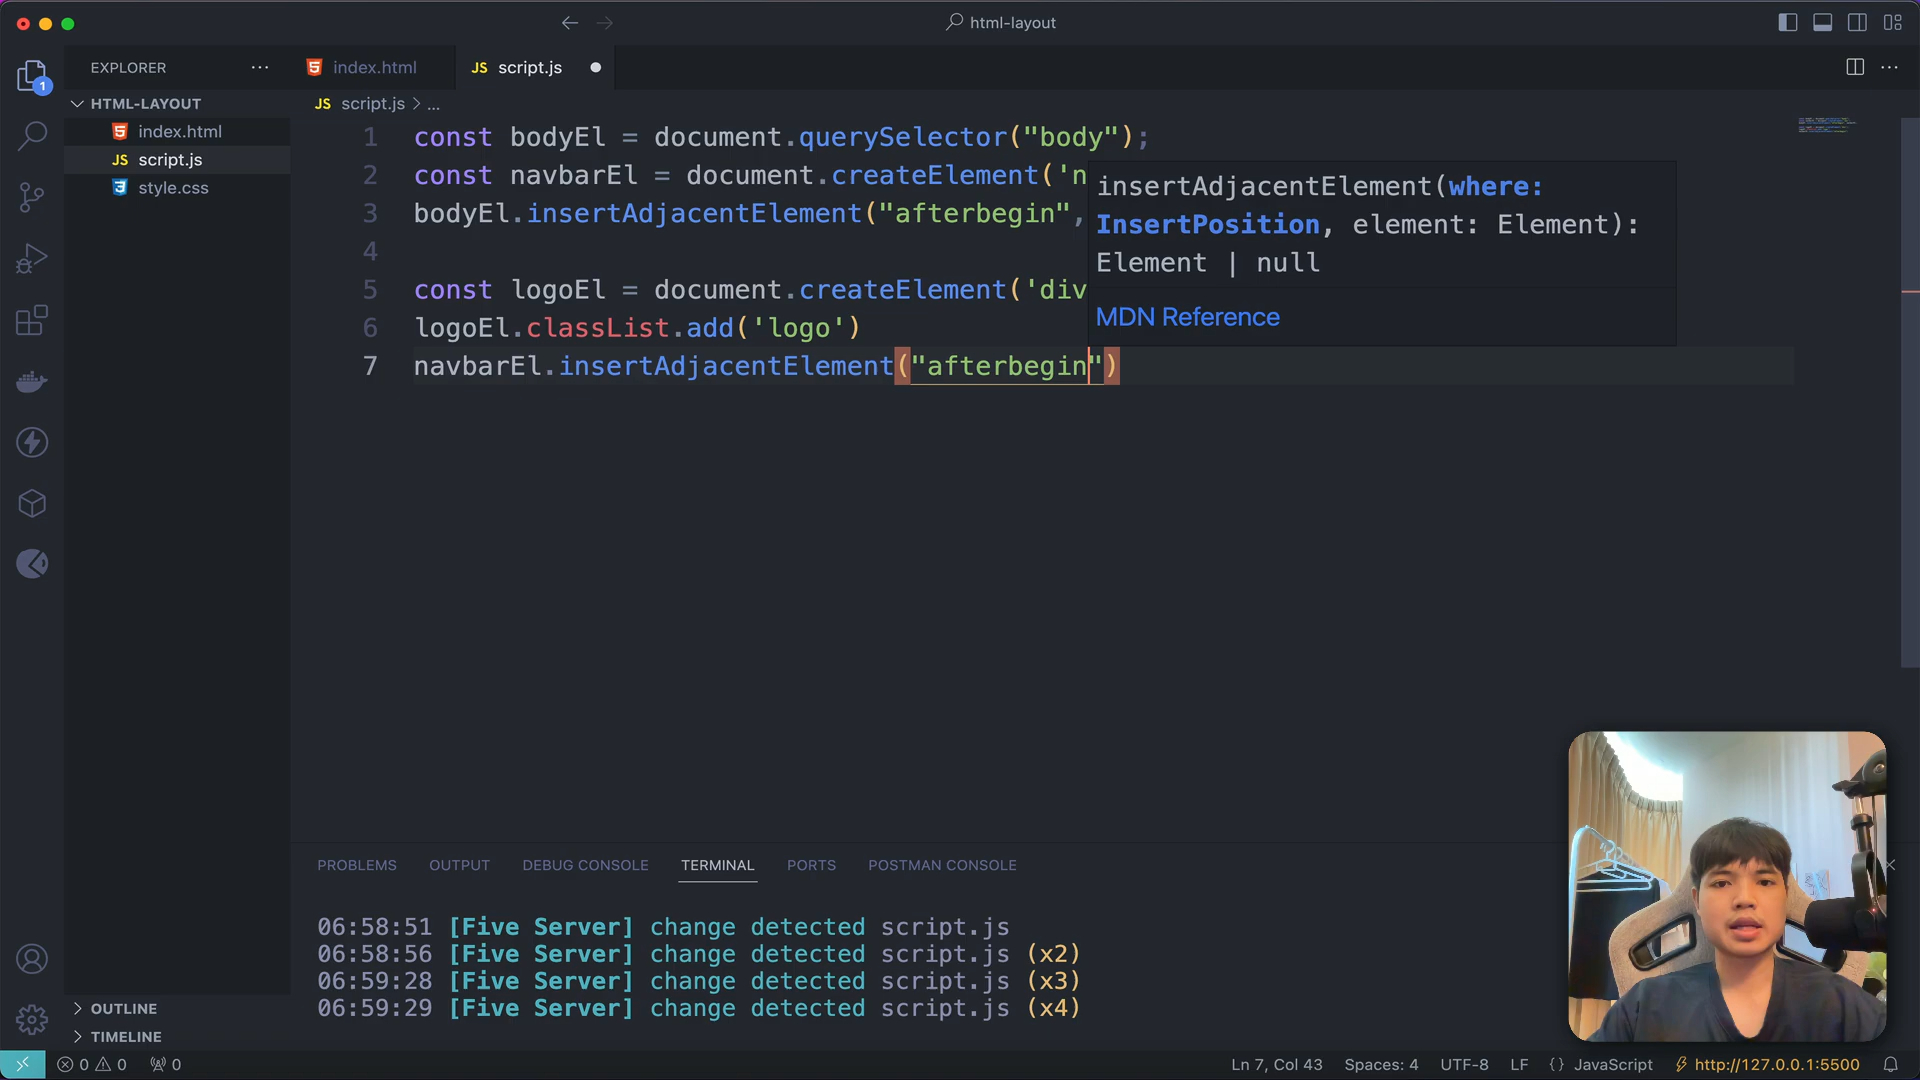 html-layout
EXPLORER
index.html
script.js
1
HTML-LAYOUT
index.html
script.js
style.css
JS script.js > ...
1 const bodyEl = document.querySelector("body");
2 const navbarEl = document.createElement('n
3 bodyEl.insertAdjacentElement("afterbegin",
4
5 const logoEl = document.createElement('div
6 logoEl.classList.add('logo')
7 navbarEl.insertAdjacentElement("afterbegin")
insertAdjacentElement(where:
InsertPosition, element: Element):
Element | null
MDN Reference
PROBLEMS OUTPUT DEBUG CONSOLE TERMINAL PORTS POSTMAN CONSOLE
06:58:51 [Five Server] change detected script.js
06:58:56 [Five Server] change detected script.js (x2)
06:59:28 [Five Server] change detected script.js (x3)
06:59:29 [Five Server] change detected script.js (x4)
OUTLINE
TIMELINE
0 0 0
Ln 7, Col 43 Spaces: 4 UTF-8 LF {} JavaScript http://127.0.0.1:5500